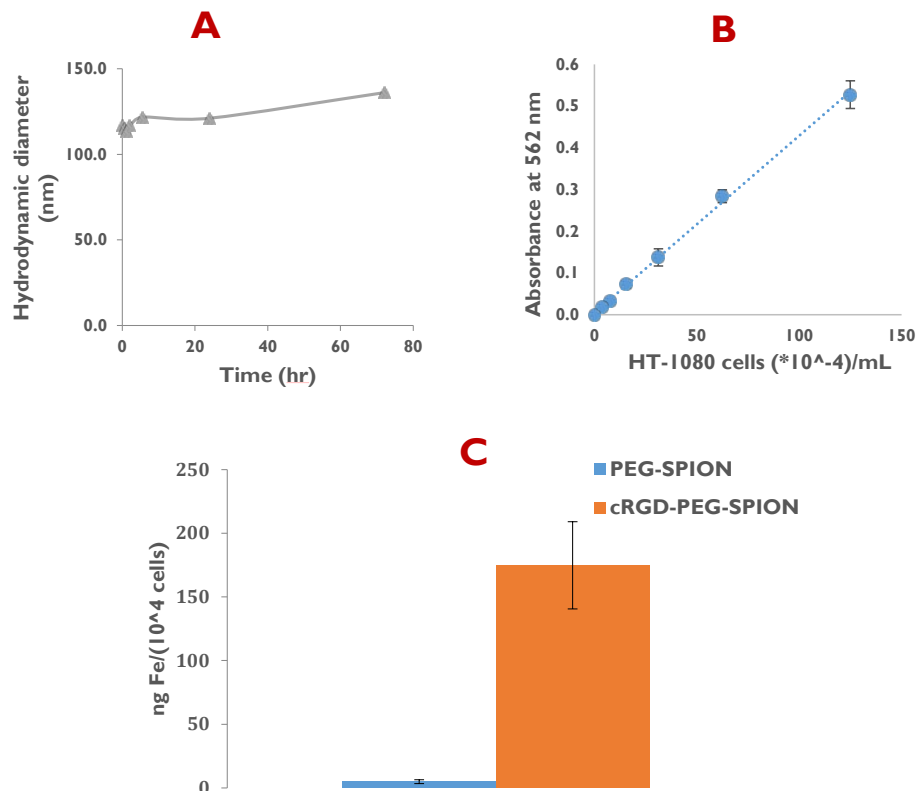 A
150.0
100.0
50.0
0.0
0 20 40 60 80
Hydrodynamic diameter
(nm)
Time (hr)
B
0.6
0.5
0.4
0.3
0.2
0.1
0.0
0 50 100 150
Absorbance at 562 nm
HT-1080 cells (*10^-4)/mL
C
PEG-SPION
cRGD-PEG-SPION
250
200
150
100
50
0
ng Fe/(10^4 cells)